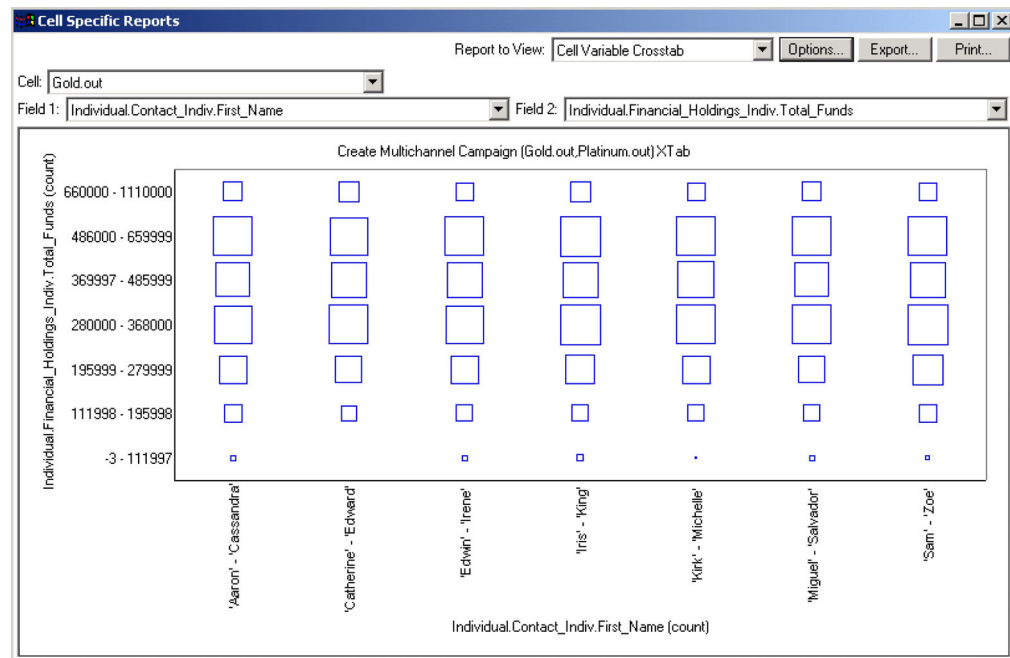 Cell Specific Reports
Report to View: Cell Variable Crosstab Options... Export... Print...
Cell: Gold.out
Field 1: Individual.Contact_Indiv.First_Name Field 2: Individual.Financial_Holdings_Indiv.Total_Funds
Create Multichannel Campaign (Gold.out,Platinum.out) XTab
Individual.Financial_Holdings_Indiv.Total_Funds (count)
660000 - 1110000
486000 - 659999
369997 - 485999
280000 - 368000
195999 - 279999
111998 - 195998
-3 - 111997
'Aaron' - 'Cassandra'
'Catherine' - 'Edward'
'Edwin' - 'Irene'
'Iris' - 'King'
'Kirk' - 'Michelle'
'Miguel' - 'Salvador'
'Sam' - 'Zoe'
Individual.Contact_Indiv.First_Name (count)